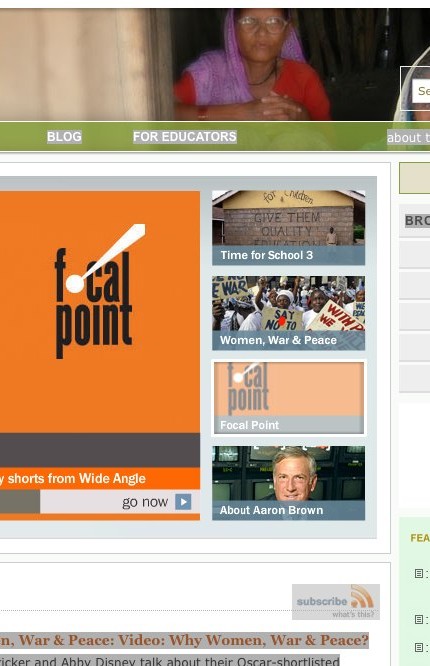 Se
BLOG
FOR EDUCATORS
about t
BRO
for Children.
GIVE THEM
QUALITY
EDUCATION
Time for School 3
E WAR
SAY
NO TO
WITH
Women, War & Peace
focal
point
focal
point
Focal Point
y shorts from Wide Angle
go now
About Aaron Brown
FEA
subscribe
what's this?
n, War & Peace: Video: Why Women, War & Peace?
icker and Abby Disney talk about their Oscar-shortlisted